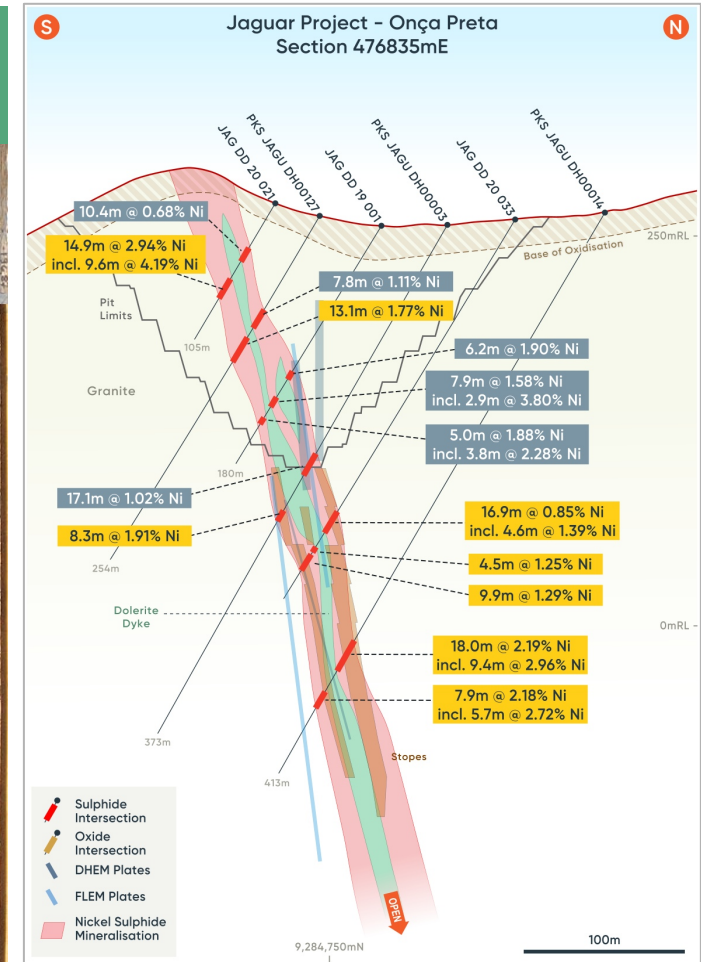 S
Jaguar Project - Onça Preta
Section 476835mE
N
JAG DD 20 021
PKS JAGU DH00127
JAG DD 19 001
PKS JAGU DH00003
JAG DD 20 033
PKS JAGU DH00014
10.4m @ 0.68% Ni
14.9m @ 2.94% Ni
incl. 9.6m @ 4.19% Ni
250mRL
Base of Oxidisation
7.8m @ 1.11% Ni
13.1m @ 1.77% Ni
Pit
Limits
105m
6.2m @ 1.90% Ni
Granite
7.9m @ 1.58% Ni
incl. 2.9m @ 3.80% Ni
5.0m @ 1.88% Ni
incl. 3.8m @ 2.28% Ni
180m
17.1m @ 1.02% Ni
8.3m @ 1.91% Ni
16.9m @ 0.85% Ni
incl. 4.6m @ 1.39% Ni
254m
4.5m @ 1.25% Ni
9.9m @ 1.29% Ni
Dolerite
Dyke
0mRL
18.0m @ 2.19% Ni
incl. 9.4m @ 2.96% Ni
7.9m @ 2.18% Ni
incl. 5.7m @ 2.72% Ni
373m
Stopes
413m
Sulphide
Intersection
Oxide
Intersection
DHEM Plates
FLEM Plates
Nickel Sulphide
Mineralisation
OPEN
9,284,750mN
100m